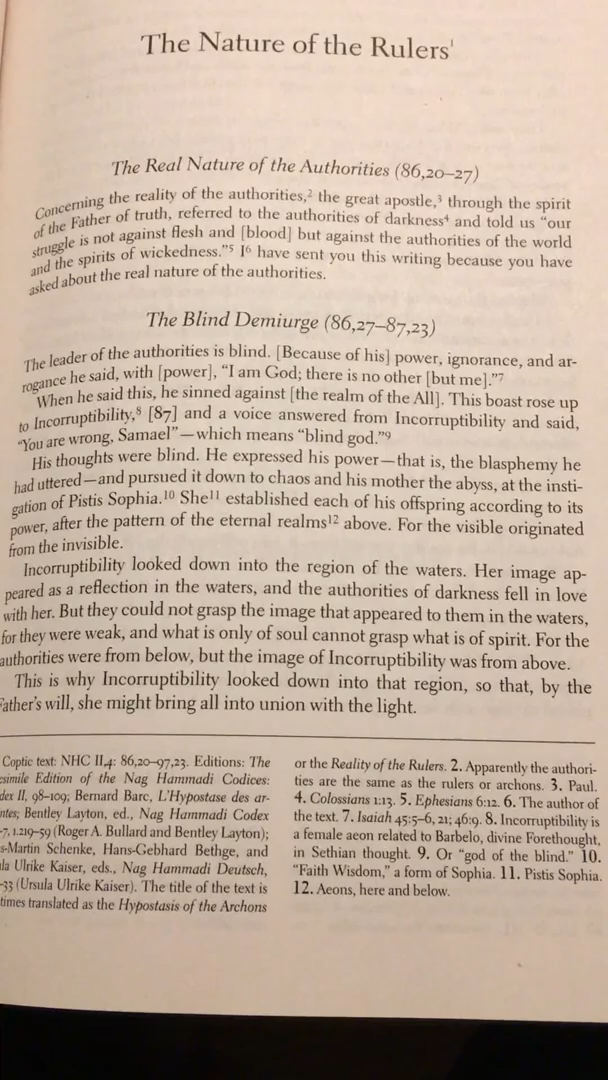 The Nature of the Rulers¹
The Real Nature of the Authorities (86,20–27)
Concerning the reality of the authorities,² the great apostle,³ through the spirit
of the Father of truth, referred to the authorities of darkness⁴ and told us “our
struggle is not against flesh and [blood] but against the authorities of the world
and the spirits of wickedness.”⁵ I⁶ have sent you this writing because you have
asked about the real nature of the authorities.
The Blind Demiurge (86,27–87,23)
The leader of the authorities is blind. [Because of his] power, ignorance, and ar-
rogance he said, with [power], “I am God; there is no other [but me].”⁷
When he said this, he sinned against [the realm of the All]. This boast rose up
to Incorruptibility,⁸ [87] and a voice answered from Incorruptibility and said,
“You are wrong, Samael”—which means “blind god.”⁹
His thoughts were blind. He expressed his power—that is, the blasphemy he
had uttered—and pursued it down to chaos and his mother the abyss, at the insti-
gation of Pistis Sophia.¹⁰ She¹¹ established each of his offspring according to its
power, after the pattern of the eternal realms¹² above. For the visible originated
from the invisible.
Incorruptibility looked down into the region of the waters. Her image ap-
peared as a reflection in the waters, and the authorities of darkness fell in love
with her. But they could not grasp the image that appeared to them in the waters,
for they were weak, and what is only of soul cannot grasp what is of spirit. For the
authorities were from below, but the image of Incorruptibility was from above.
This is why Incorruptibility looked down into that region, so that, by the
Father’s will, she might bring all into union with the light.
Coptic text: NHC II,4: 86,20–97,23. Editions: The
simile Edition of the Nag Hammadi Codices:
dex II, 98–109; Bernard Barc, L’Hypostase des ar-
ntes; Bentley Layton, ed., Nag Hammadi Codex
-7, 1.219–59 (Roger A. Bullard and Bentley Layton);
s-Martin Schenke, Hans-Gebhard Bethge, and
la Ulrike Kaiser, eds., Nag Hammadi Deutsch,
-33 (Ursula Ulrike Kaiser). The title of the text is
times translated as the Hypostasis of the Archons
or the Reality of the Rulers. 2. Apparently the authori-
ties are the same as the rulers or archons. 3. Paul.
4. Colossians 1:13. 5. Ephesians 6:12. 6. The author of
the text. 7. Isaiah 45:5–6, 21; 46:9. 8. Incorruptibility is
a female aeon related to Barbelo, divine Forethought,
in Sethian thought. 9. Or “god of the blind.” 10.
“Faith Wisdom,” a form of Sophia. 11. Pistis Sophia.
12. Aeons, here and below.